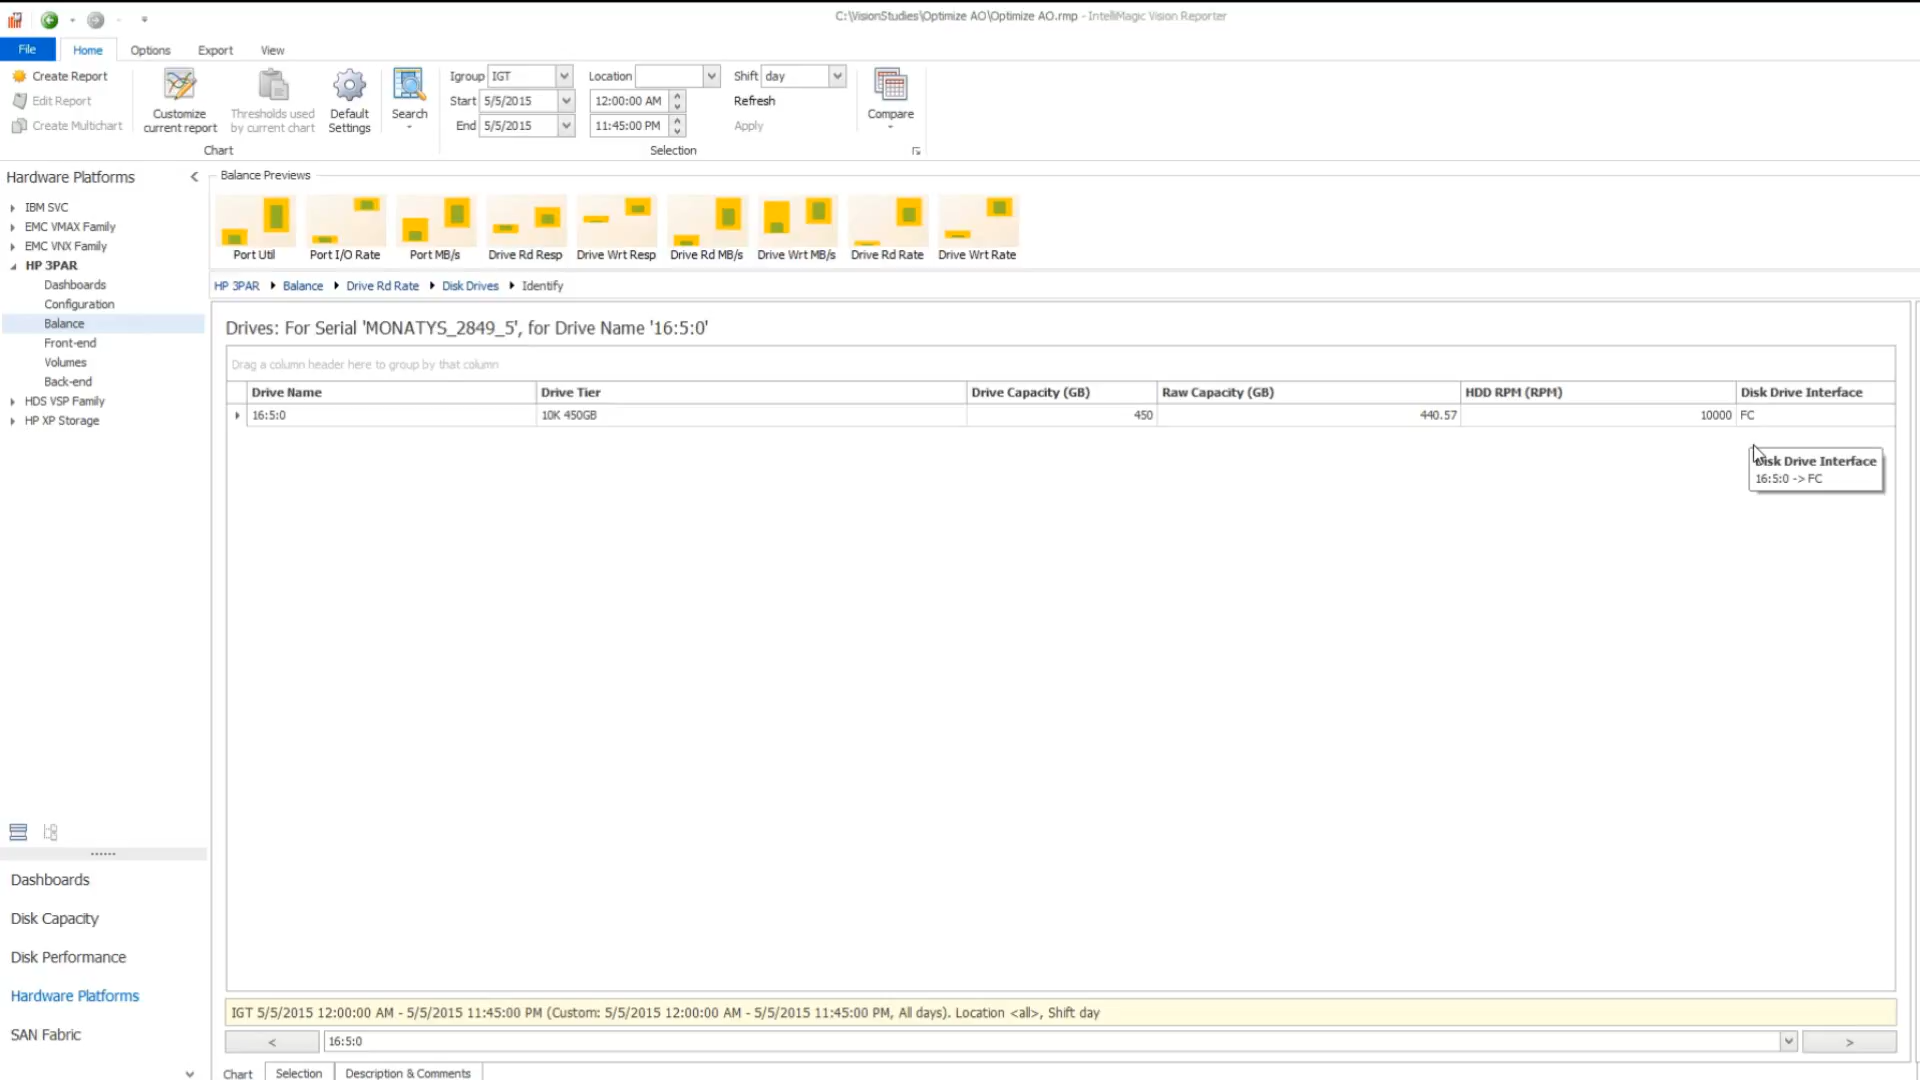 C:\VisionStudies\Optimize AO\Optimize AO.rmp - IntelliMagic Vision Reporter
File Home Options Export View
Create Report
Edit Report
Create Multichart
Customize current report
Thresholds used by current chart
Default Settings
Chart
Search
Igroup IGT Location Shift day
Start 5/5/2015 12:00:00 AM Refresh
End 5/5/2015 11:45:00 PM Apply
Selection
Compare
Hardware Platforms
IBM SVC
EMC VMAX Family
EMC VNX Family
HP 3PAR
Dashboards
Configuration
Balance
Front-end
Volumes
Back-end
HDS VSP Family
HP XP Storage
Balance Previews
Port Util Port I/O Rate Port MB/s Drive Rd Resp Drive Wrt Resp Drive Rd MB/s Drive Wrt MB/s Drive Rd Rate Drive Wrt Rate
HP 3PAR Balance Drive Rd Rate Disk Drives Identify
Drives: For Serial 'MONATYS_2849_5', for Drive Name '16:5:0'
Drag a column header here to group by that column
Drive Name Drive Tier Drive Capacity (GB) Raw Capacity (GB) HDD RPM (RPM) Disk Drive Interface
16:5:0 10K 450GB 450 440.57 10000 FC
Disk Drive Interface
16:5:0 -> FC
Dashboards
Disk Capacity
Disk Performance
Hardware Platforms
SAN Fabric
IGT 5/5/2015 12:00:00 AM - 5/5/2015 11:45:00 PM (Custom: 5/5/2015 12:00:00 AM - 5/5/2015 11:45:00 PM, All days). Location <all>, Shift day
< 16:5:0 >
Chart Selection Description & Comments